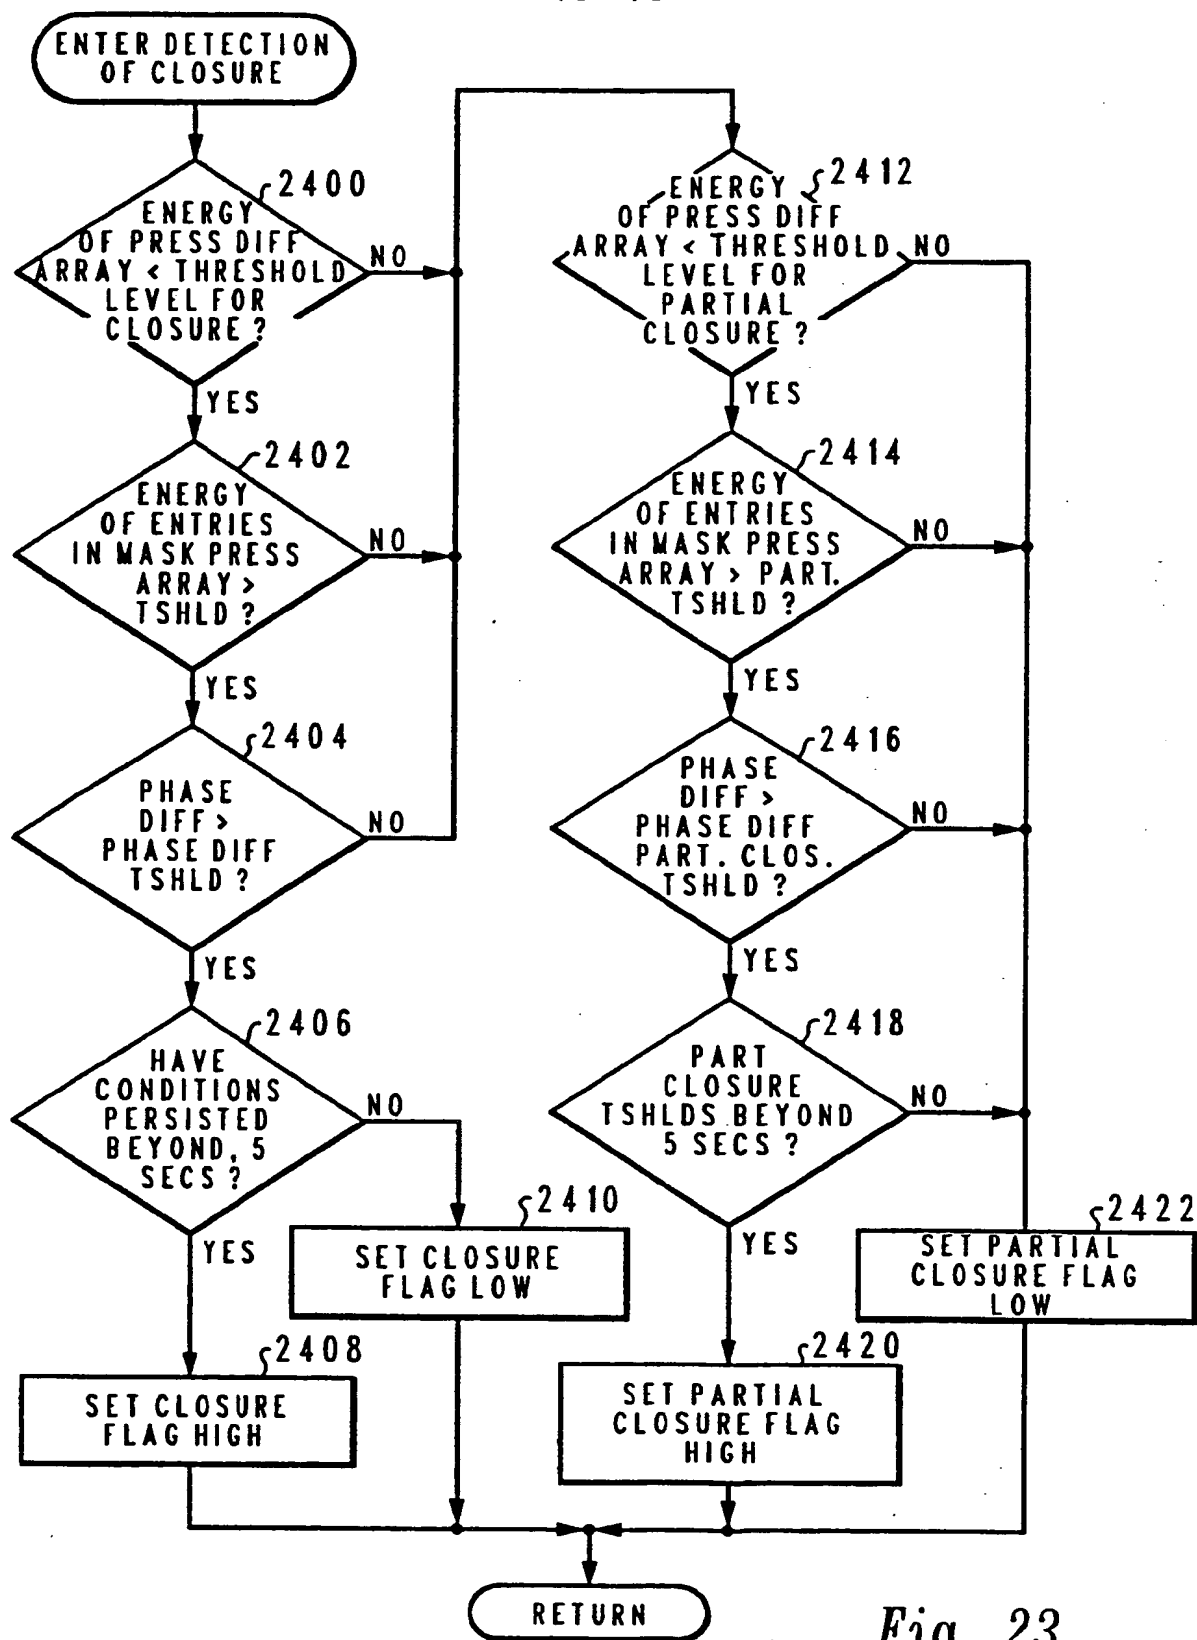 ENTER DETECTION
OF CLOSURE
2400
ENERGY
OF PRESS DIFF
ARRAY < THRESHOLD
LEVEL FOR
CLOSURE ?
NO
YES
2402
ENERGY
OF ENTRIES
IN MASK PRESS
ARRAY >
TSHLD ?
NO
YES
2404
PHASE
DIFF >
PHASE DIFF
TSHLD ?
NO
YES
2406
HAVE
CONDITIONS
PERSISTED
BEYOND, 5
SECS ?
NO
YES
2410
SET CLOSURE
FLAG LOW
2408
SET CLOSURE
FLAG HIGH
2412
ENERGY
OF PRESS DIFF
ARRAY < THRESHOLD
LEVEL FOR
PARTIAL
CLOSURE ?
NO
YES
2414
ENERGY
OF ENTRIES
IN MASK PRESS
ARRAY > PART.
TSHLD ?
NO
YES
2416
PHASE
DIFF >
PHASE DIFF
PART. CLOS.
TSHLD ?
NO
YES
2418
PART
CLOSURE
TSHLDS BEYOND
5 SECS ?
NO
YES
2422
SET PARTIAL
CLOSURE FLAG
LOW
2420
SET PARTIAL
CLOSURE FLAG
HIGH
RETURN
Fig. 23